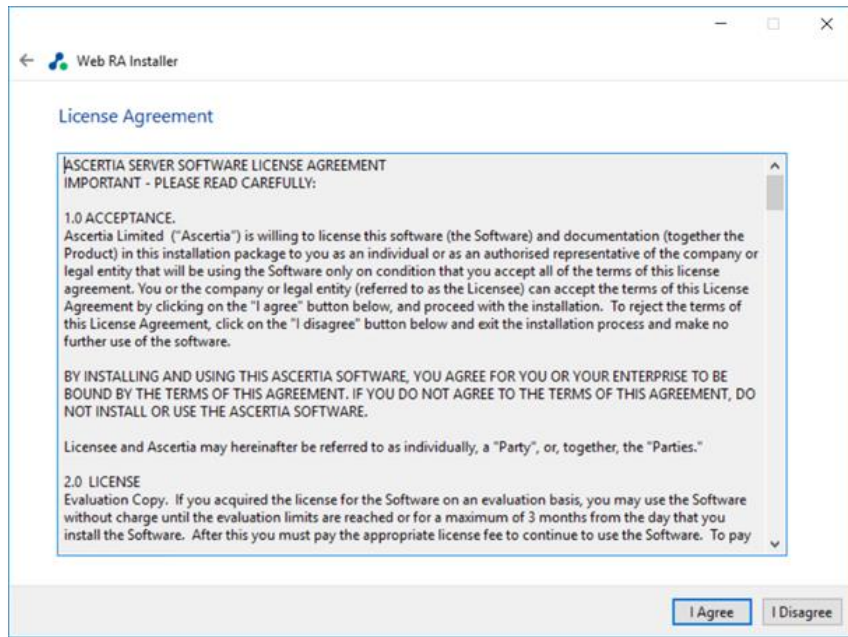 Web RA Installer
License Agreement
ASCERTIA SERVER SOFTWARE LICENSE AGREEMENT
IMPORTANT - PLEASE READ CAREFULLY:
1.0 ACCEPTANCE.
Ascertia Limited ("Ascertia") is willing to license this software (the Software) and documentation (together the
Product) in this installation package to you as an individual or as an authorised representative of the company or
legal entity that will be using the Software only on condition that you accept all of the terms of this license
agreement. You or the company or legal entity (referred to as the Licensee) can accept the terms of this License
Agreement by clicking on the "I agree" button below, and proceed with the installation. To reject the terms of
this License Agreement, click on the "I disagree" button below and exit the installation process and make no
further use of the software.
BY INSTALLING AND USING THIS ASCERTIA SOFTWARE, YOU AGREE FOR YOU OR YOUR ENTERPRISE TO BE
BOUND BY THE TERMS OF THIS AGREEMENT. IF YOU DO NOT AGREE TO THE TERMS OF THIS AGREEMENT, DO
NOT INSTALL OR USE THE ASCERTIA SOFTWARE.
Licensee and Ascertia may hereinafter be referred to as individually, a "Party", or, together, the "Parties."
2.0 LICENSE
Evaluation Copy. If you acquired the license for the Software on an evaluation basis, you may use the Software
without charge until the evaluation limits are reached or for a maximum of 3 months from the day that you
install the Software. After this you must pay the appropriate license fee to continue to use the Software. To pay
I Agree
I Disagree